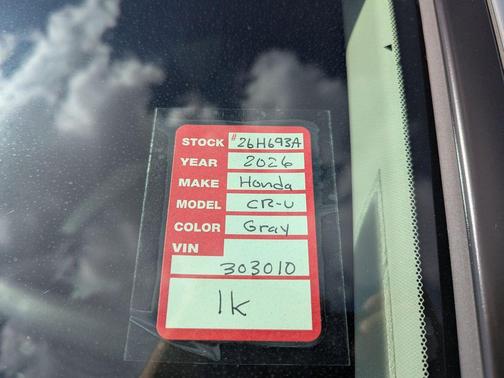 STOCK #26H693A
YEAR 2026
MAKE Honda
MODEL CR-V
COLOR Gray
VIN
303010
1k